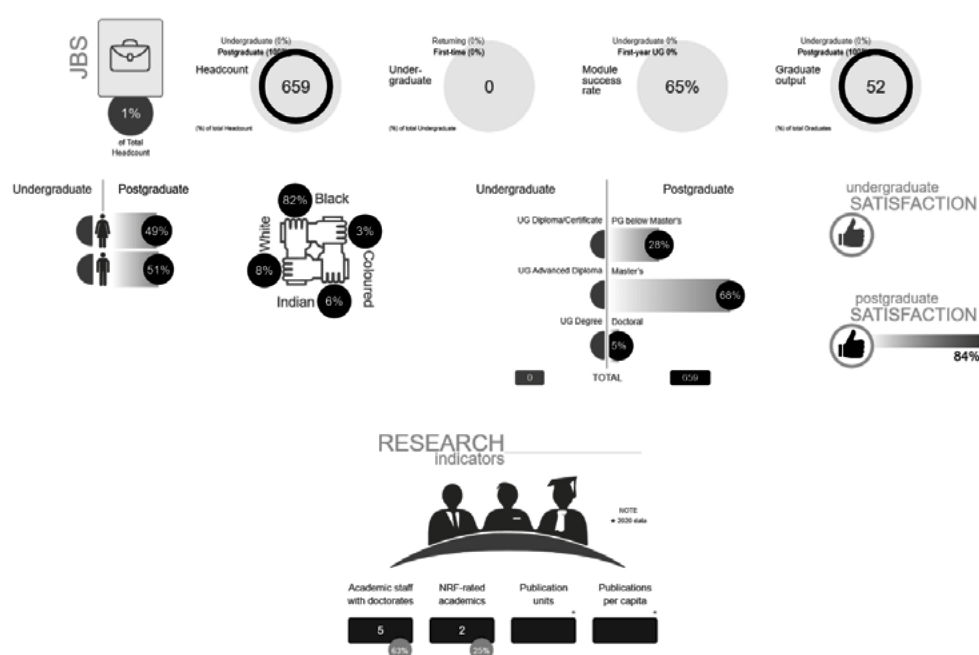 JBS
1%
of Total
Headcount
Undergraduate (0%)
Postgraduate (100%)
Headcount
659
(%) of total Headcount
Returning (0%)
First-time (0%)
Under-
graduate
0
(%) of total Undergraduate
Undergraduate 0%
First-year UG 0%
Module
success
rate
65%
Undergraduate (0%)
Postgraduate (100%)
Graduate
output
52
(%) of total Graduates
Undergraduate
Postgraduate
49%
51%
82%
Black
White
3%
8%
Coloured
Indian
6%
Undergraduate
Postgraduate
UG Diploma/Certificate
PG below Master's
28%
UG Advanced Diploma
Master's
68%
UG Degree
Doctoral
5%
0
TOTAL
659
undergraduate
SATISFACTION
postgraduate
SATISFACTION
84%
RESEARCH
indicators
NOTE
* 2020 data
Academic staff
with doctorates
5
63%
NRF-rated
academics
2
25%
Publication
units
*
Publications
per capita
*